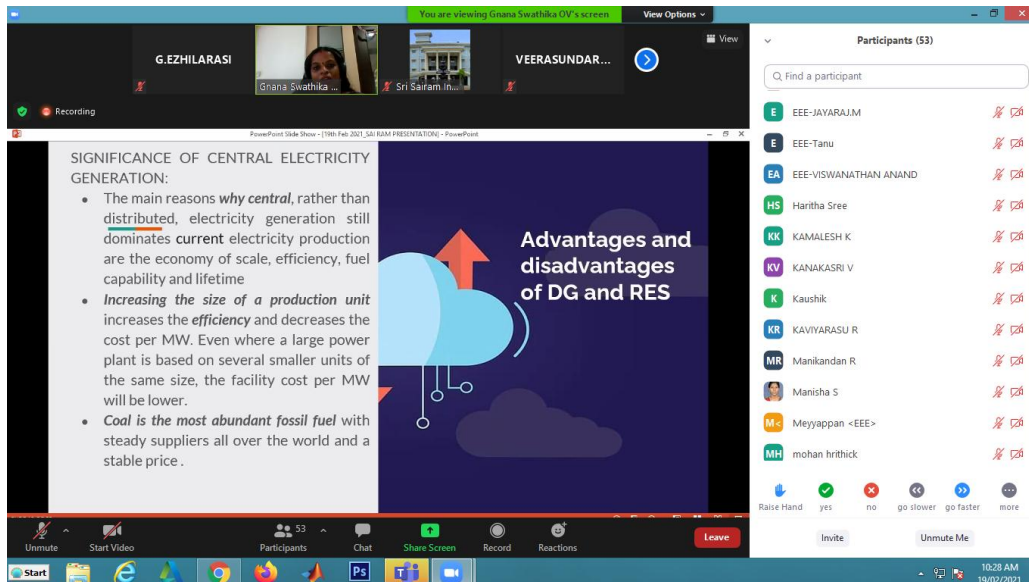 You are viewing Gnana Swathika OV's screen
View Options
View
G.EZHILARASI
Gnana Swathika ...
Sri Sairam In...
VEERASUNDAR...
Recording
PowerPoint Slide Show - [19th Feb 2021_SAI RAM PRESENTATION] - PowerPoint
SIGNIFICANCE OF CENTRAL ELECTRICITY
GENERATION:
• The main reasons why central, rather than
distributed, electricity generation still
dominates current electricity production
are the economy of scale, efficiency, fuel
capability and lifetime
• Increasing the size of a production unit
increases the efficiency and decreases the
cost per MW. Even where a large power
plant is based on several smaller units of
the same size, the facility cost per MW
will be lower.
• Coal is the most abundant fossil fuel with
steady suppliers all over the world and a
stable price .
Advantages and
disadvantages
of DG and RES
Participants (53)
Find a participant
E EEE-JAYARAJ.M
E EEE-Tanu
EA EEE-VISWANATHAN ANAND
HS Haritha Sree
KK KAMALESH K
KV KANAKASRI V
K Kaushik
KR KAVIYARASU R
MR Manikandan R
Manisha S
M< Meyyappan <EEE>
MH mohan hrithick
Raise Hand yes no go slower go faster more
Invite Unmute Me
53
Unmute Start Video Participants Chat Share Screen Record Reactions Leave
Start
Ps
10:28 AM
19/02/2021